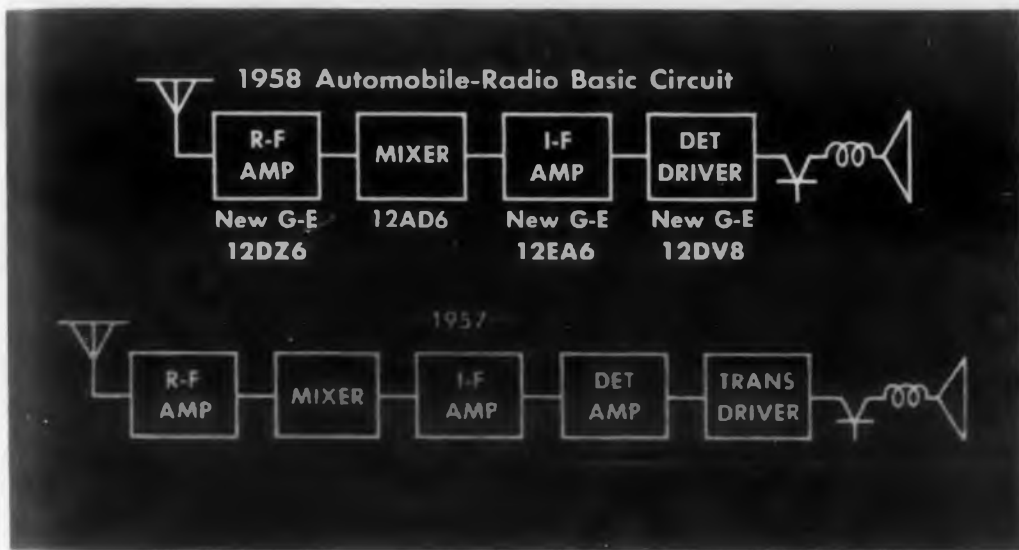 1958 Automobile-Radio Basic Circuit
R-F
AMP
MIXER
I-F
AMP
DET
DRIVER
New G-E
12DZ6
12AD6
New G-E
12EA6
New G-E
12DV8
1957
R-F
AMP
MIXER
I-F
AMP
DET
AMP
TRANS
DRIVER